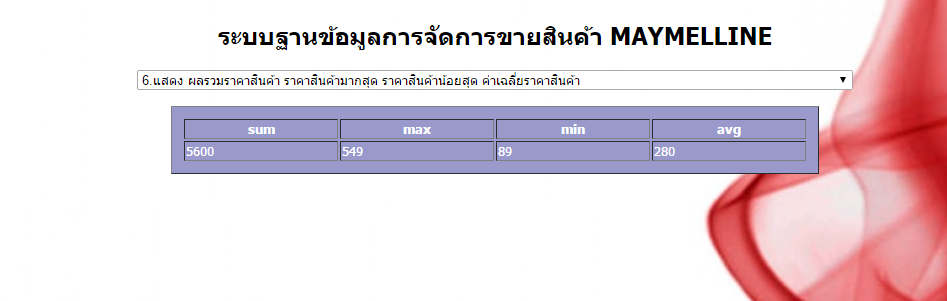 ระบบฐานข้อมูลการจัดการขายสินค้า MAYMELLINE
6.แสดง ผลรวมราคาสินค้า ราคาสินค้ามากสุด ราคาสินค้าน้อยสุด ค่าเฉลี่ยราคาสินค้า
sum max min avg
5600 549 89 280